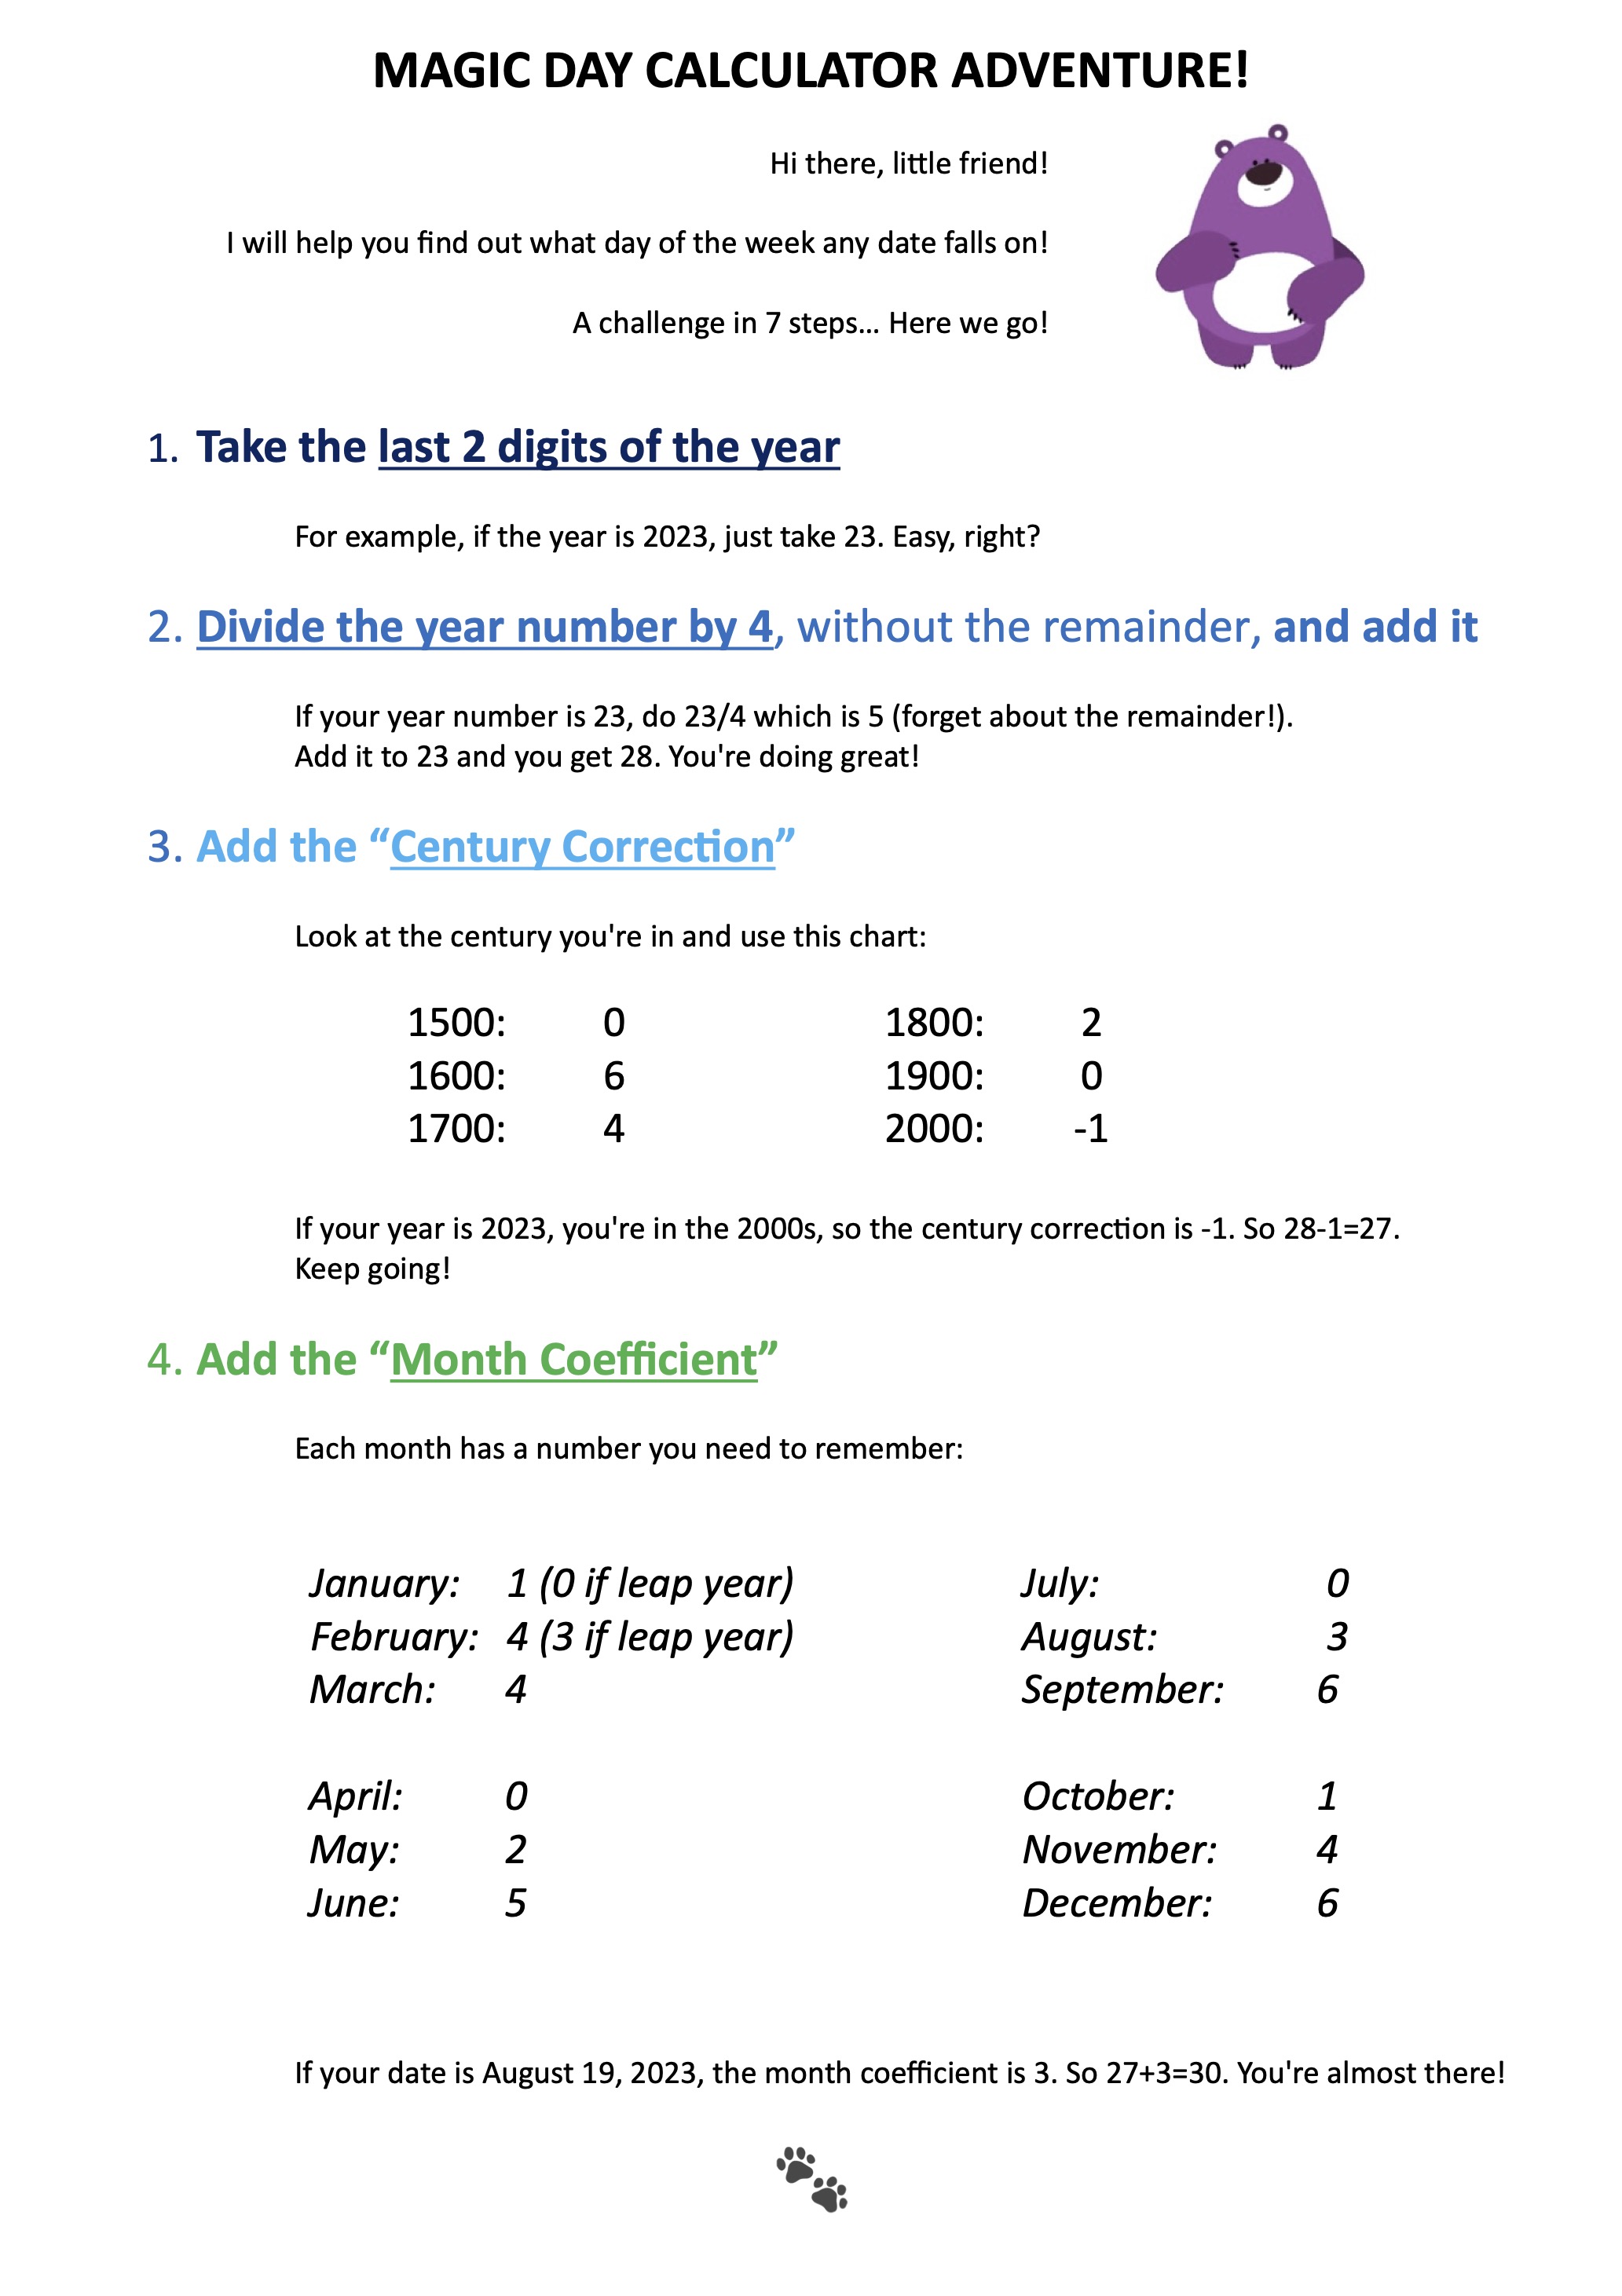 MAGIC DAY CALCULATOR ADVENTURE!
Hi there, little friend!
I will help you find out what day of the week any date falls on!
A challenge in 7 steps... Here we go!
1. Take the last 2 digits of the year
For example, if the year is 2023, just take 23. Easy, right?
2. Divide the year number by 4, without the remainder, and add it
If your year number is 23, do 23/4 which is 5 (forget about the remainder!).
Add it to 23 and you get 28. You're doing great!
3. Add the “Century Correction”
Look at the century you're in and use this chart:
1500: 0 1800: 2
1600: 6 1900: 0
1700: 4 2000: -1
If your year is 2023, you're in the 2000s, so the century correction is -1. So 28-1=27.
Keep going!
4. Add the “Month Coefficient”
Each month has a number you need to remember:
January: 1 (0 if leap year) July: 0
February: 4 (3 if leap year) August: 3
March: 4 September: 6
April: 0 October: 1
May: 2 November: 4
June: 5 December: 6
If your date is August 19, 2023, the month coefficient is 3. So 27+3=30. You're almost there!